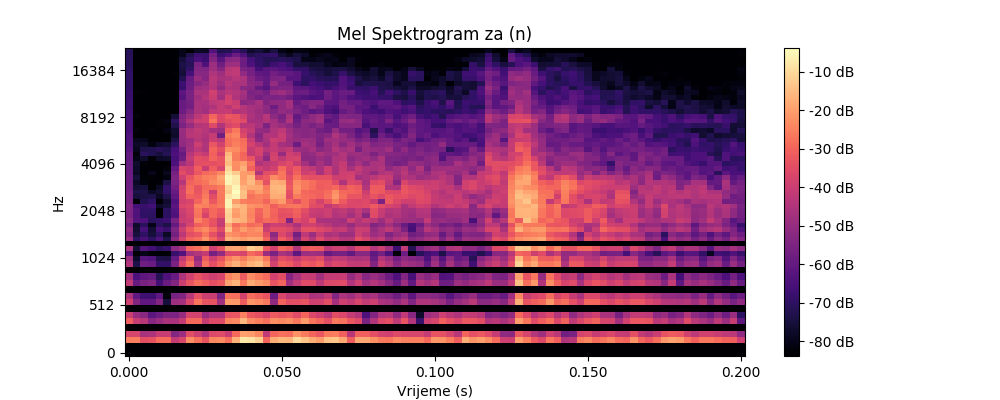 Mel Spektrogram za (n)
Hz
16384
8192
4096
2048
1024
512
0
0.000 0.050 0.100 0.150 0.200
Vrijeme (s)
-10 dB
-20 dB
-30 dB
-40 dB
-50 dB
-60 dB
-70 dB
-80 dB